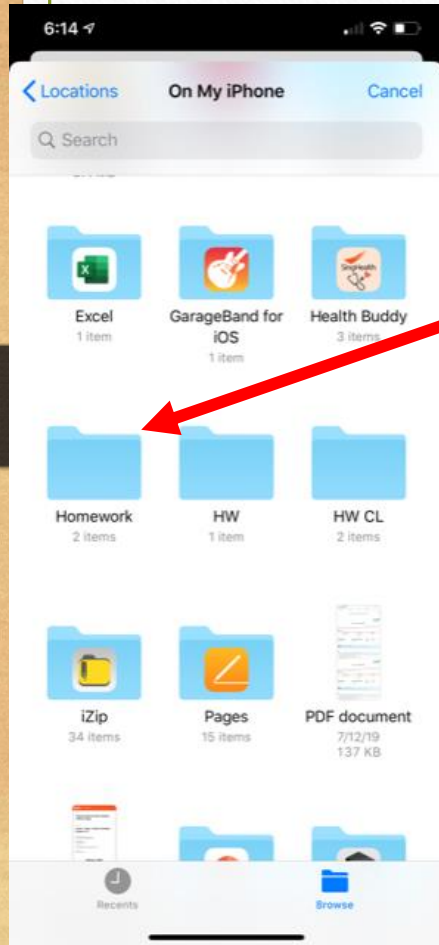 6:14
Locations
On My iPhone
Cancel
Search
Excel
GarageBand for
iOS
Health Buddy
1 item
1 item
3 items
SingHealth
Homework
HW
HW CL
2 items
1 item
2 items
iZip
Pages
PDF document
34 items
15 items
7/12/19
137 KB
Recents
Browse